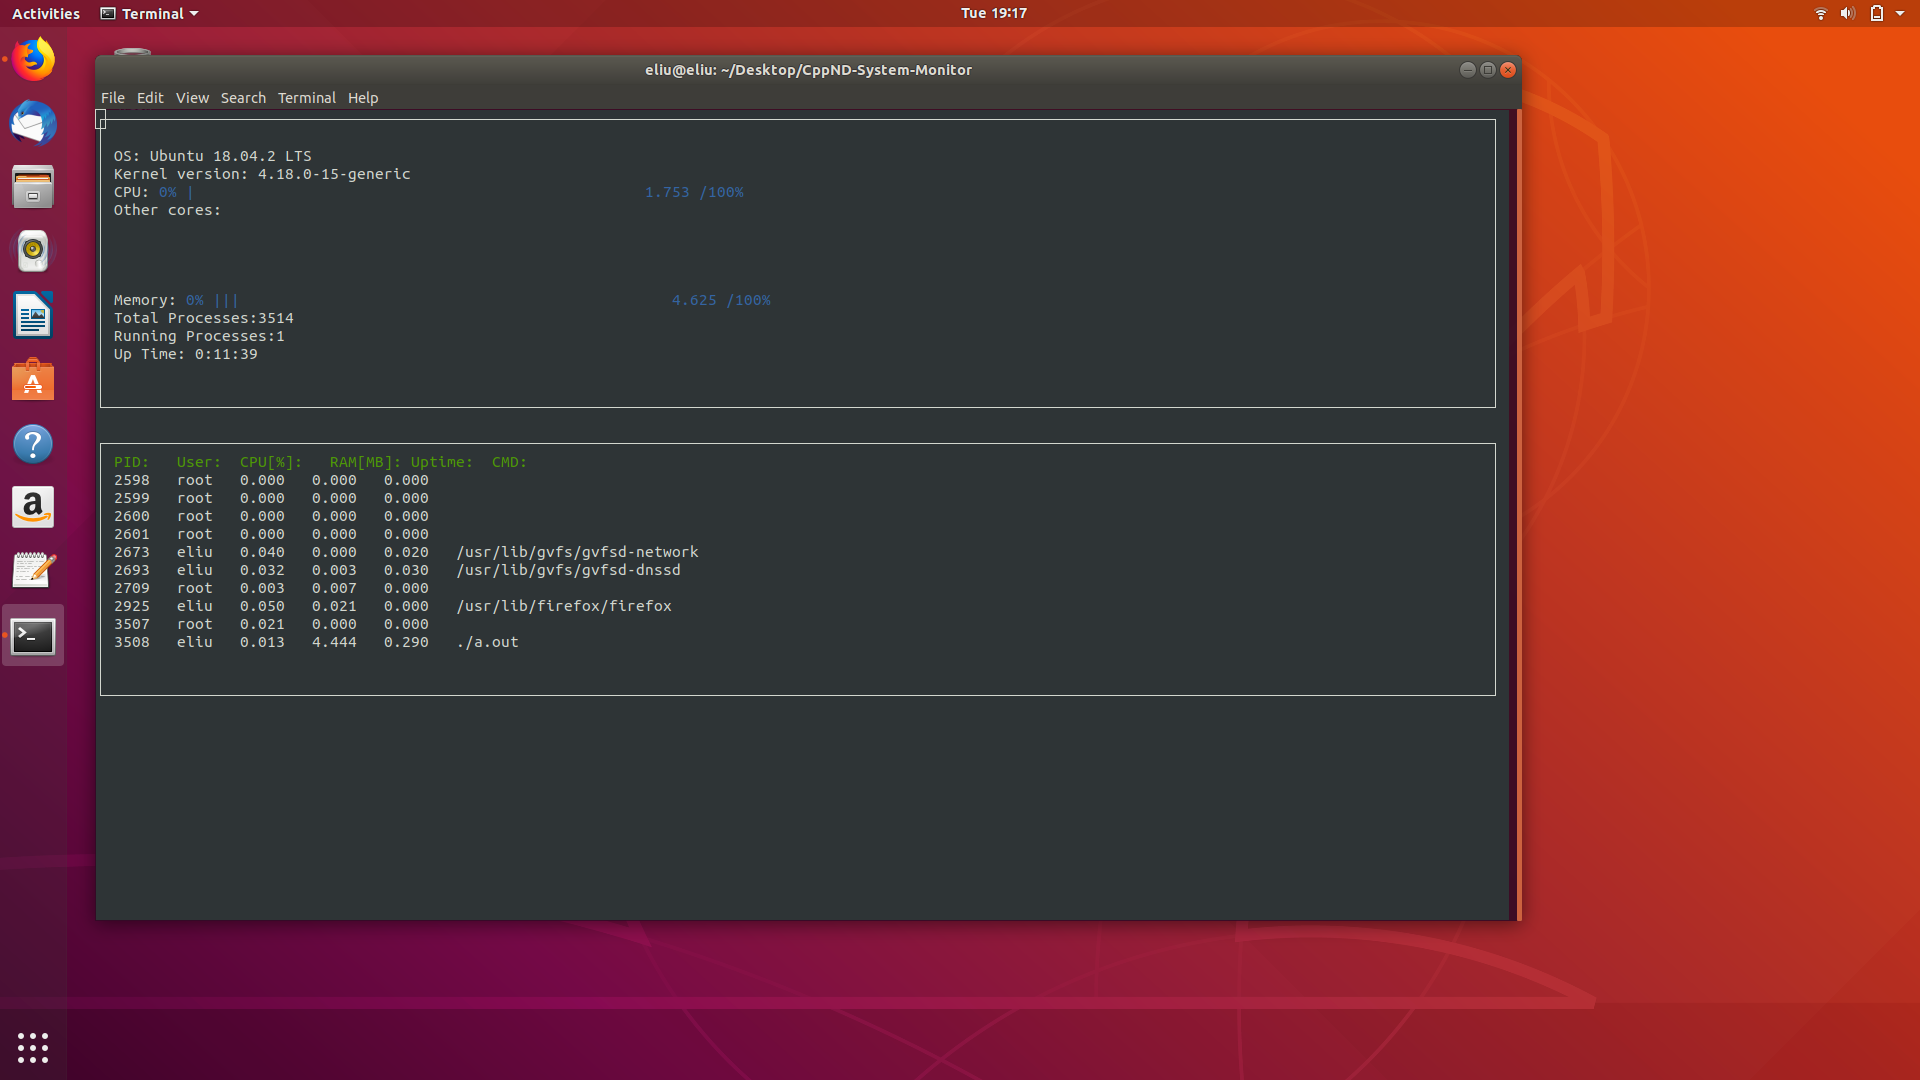 Activities Terminal Tue 19:17
eliu@eliu: ~/Desktop/CppND-System-Monitor
File Edit View Search Terminal Help
OS: Ubuntu 18.04.2 LTS
Kernel version: 4.18.0-15-generic
CPU: 0% | 1.753 /100%
Other cores:
Memory: 0% ||| 4.625 /100%
Total Processes:3514
Running Processes:1
Up Time: 0:11:39
PID: User: CPU[%]: RAM[MB]: Uptime: CMD:
2598 root 0.000 0.000 0.000
2599 root 0.000 0.000 0.000
2600 root 0.000 0.000 0.000
2601 root 0.000 0.000 0.000
2673 eliu 0.040 0.000 0.020 /usr/lib/gvfs/gvfsd-network
2693 eliu 0.032 0.003 0.030 /usr/lib/gvfs/gvfsd-dnssd
2709 root 0.003 0.007 0.000
2925 eliu 0.050 0.021 0.000 /usr/lib/firefox/firefox
3507 root 0.021 0.000 0.000
3508 eliu 0.013 4.444 0.290 ./a.out